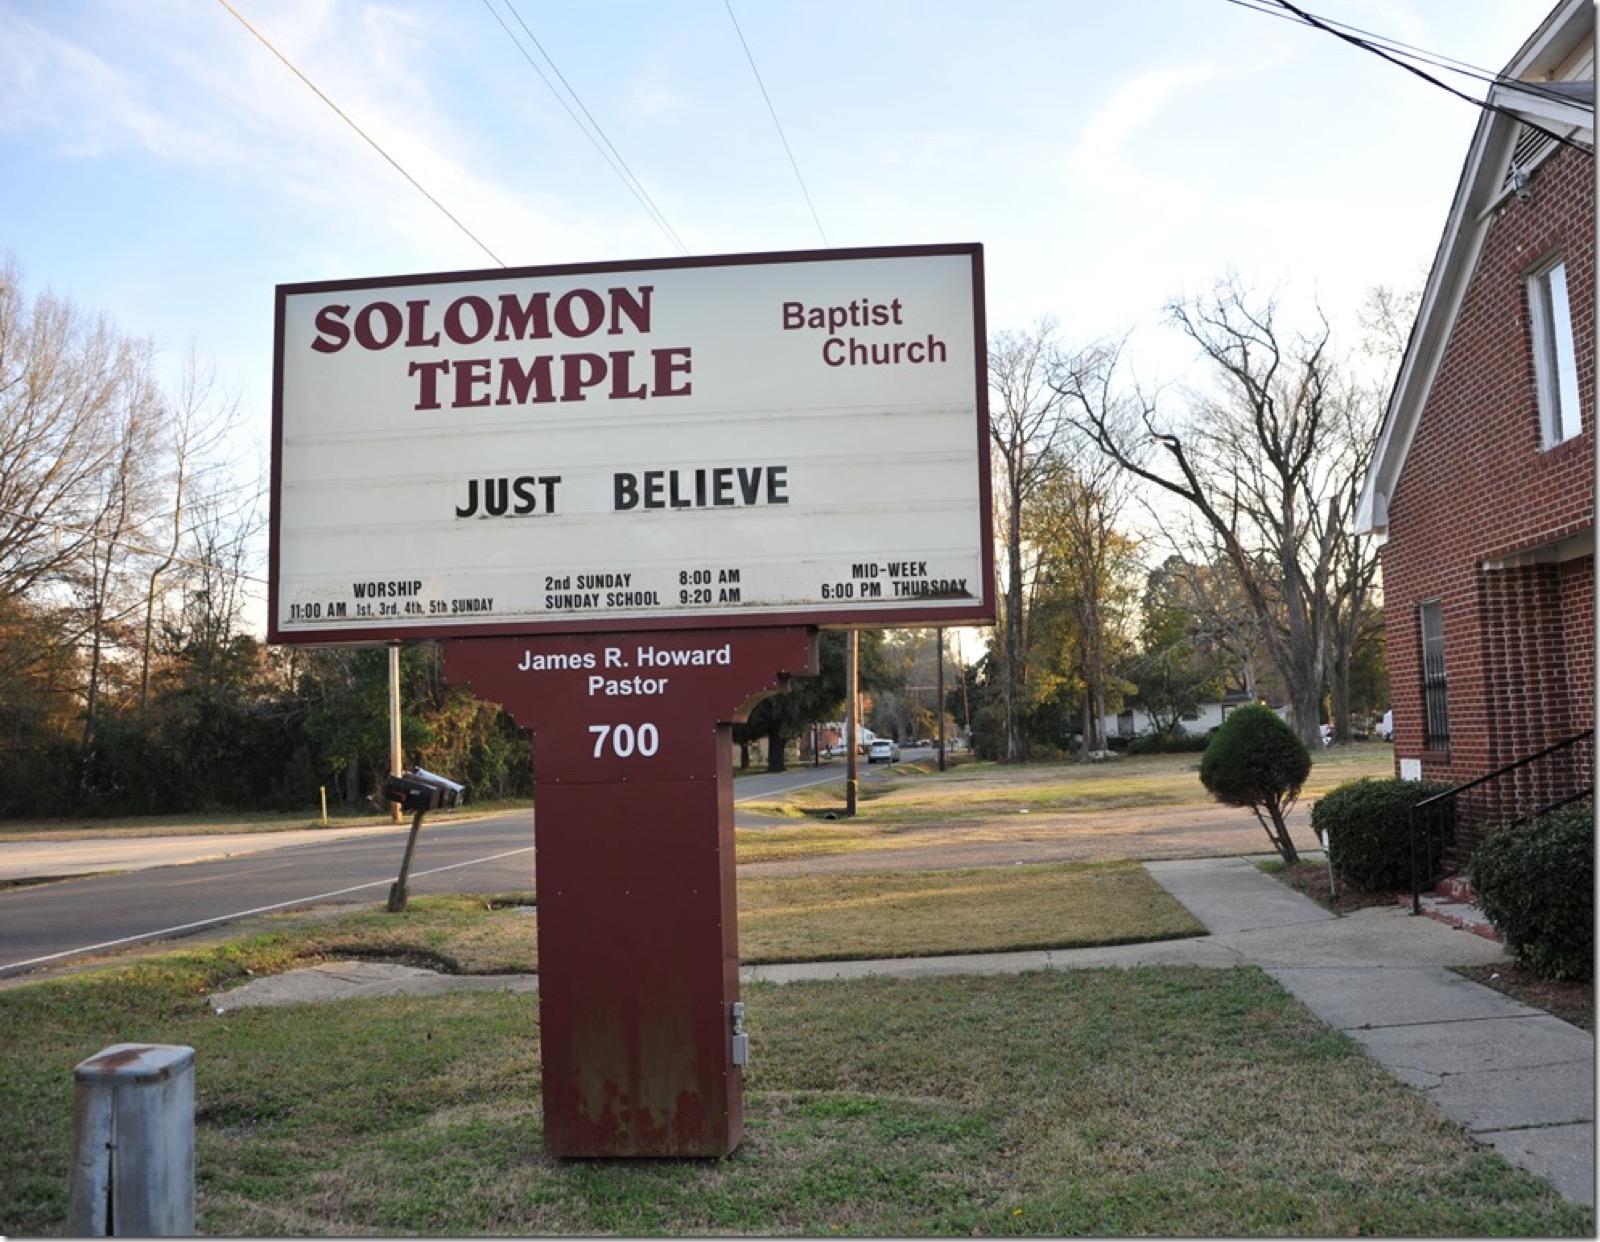 SOLOMON
TEMPLE
Baptist
Church
JUST BELIEVE
WORSHIP
11:00 AM 1st, 3rd, 4th, 5th SUNDAY
2nd SUNDAY 8:00 AM
SUNDAY SCHOOL 9:20 AM
MID-WEEK
6:00 PM THURSDAY
James R. Howard
Pastor
700